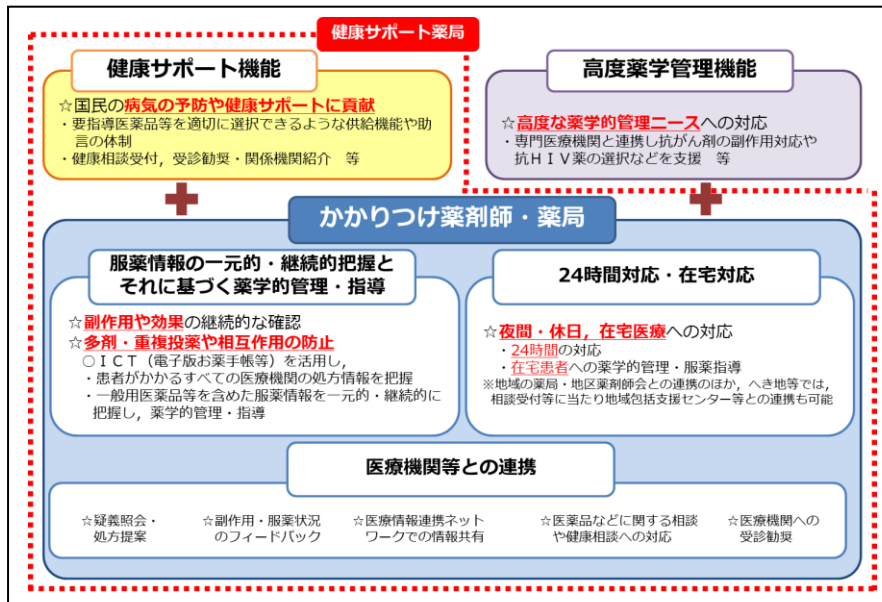 健康サポート薬局
健康サポート機能
☆国民の病気の予防や健康サポートに貢献
・要指導医薬品等を適切に選択できるような供給機能や助
言の体制
・健康相談受付，受診勧奨・関係機関紹介　等
高度薬学管理機能
☆高度な薬学的管理ニーズへの対応
・専門医療機関と連携し抗がん剤の副作用対応や
抗ＨＩＶ薬の選択などを支援　等
かかりつけ薬剤師・薬局
服薬情報の一元的・継続的把握と
それに基づく薬学的管理・指導
☆副作用や効果の継続的な確認
☆多剤・重複投薬や相互作用の防止
○ＩＣＴ（電子版お薬手帳等）を活用し，
・患者がかかるすべての医療機関の処方情報を把握
・一般用医薬品等を含めた服薬情報を一元的・継続的に
把握し，薬学的管理・指導
24時間対応・在宅対応
☆夜間・休日，在宅医療への対応
・24時間の対応
・在宅患者への薬学的管理・服薬指導
※地域の薬局・地区薬剤師会との連携のほか，へき地等では，
相談受付等に当たり地域包括支援センター等との連携も可能
医療機関等との連携
☆疑義照会・
処方提案
☆副作用・服薬状況
のフィードバック
☆医療情報連携ネット
ワークでの情報共有
☆医薬品などに関する相談
や健康相談への対応
☆医療機関への
受診勧奨